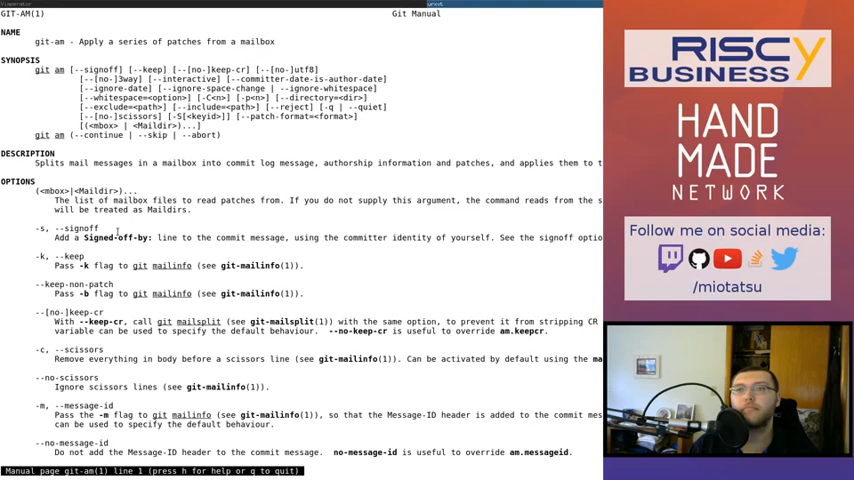 Vimperator
urxvt
GIT-AM(1)
Git Manual
NAME
git-am - Apply a series of patches from a mailbox
SYNOPSIS
git am [--signoff] [--keep] [--[no-]keep-cr] [--[no-]utf8]
[--[no-]3way] [--interactive] [--committer-date-is-author-date]
[--ignore-date] [--ignore-space-change | --ignore-whitespace]
[--whitespace=<option>] [-C<n>] [-p<n>] [--directory=<dir>]
[--exclude=<path>] [--include=<path>] [--reject] [-q | --quiet]
[--[no-]scissors] [-S[<keyid>]] [--patch-format=<format>]
[(<mbox> | <Maildir>)...]
git am (--continue | --skip | --abort)
DESCRIPTION
Splits mail messages in a mailbox into commit log message, authorship information and patches, and applies them to t
OPTIONS
(<mbox>|<Maildir>)...
The list of mailbox files to read patches from. If you do not supply this argument, the command reads from the s
will be treated as Maildirs.
-s, --signoff
Add a Signed-off-by: line to the commit message, using the committer identity of yourself. See the signoff optio
-k, --keep
Pass -k flag to git mailinfo (see git-mailinfo(1)).
--keep-non-patch
Pass -b flag to git mailinfo (see git-mailinfo(1)).
--[no-]keep-cr
With --keep-cr, call git mailsplit (see git-mailsplit(1)) with the same option, to prevent it from stripping CR
variable can be used to specify the default behaviour. --no-keep-cr is useful to override am.keepcr.
-c, --scissors
Remove everything in body before a scissors line (see git-mailinfo(1)). Can be activated by default using the ma
--no-scissors
Ignore scissors lines (see git-mailinfo(1)).
-m, --message-id
Pass the -m flag to git mailinfo (see git-mailinfo(1)), so that the Message-ID header is added to the commit mes
can be used to specify the default behaviour.
--no-message-id
Do not add the Message-ID header to the commit message. no-message-id is useful to override am.messageid.
Manual page git-am(1) line 1 (press h for help or q to quit)
RISCY
BUSINESS
HAND
MADE
NETWORK
Follow me on social media:
/miotatsu